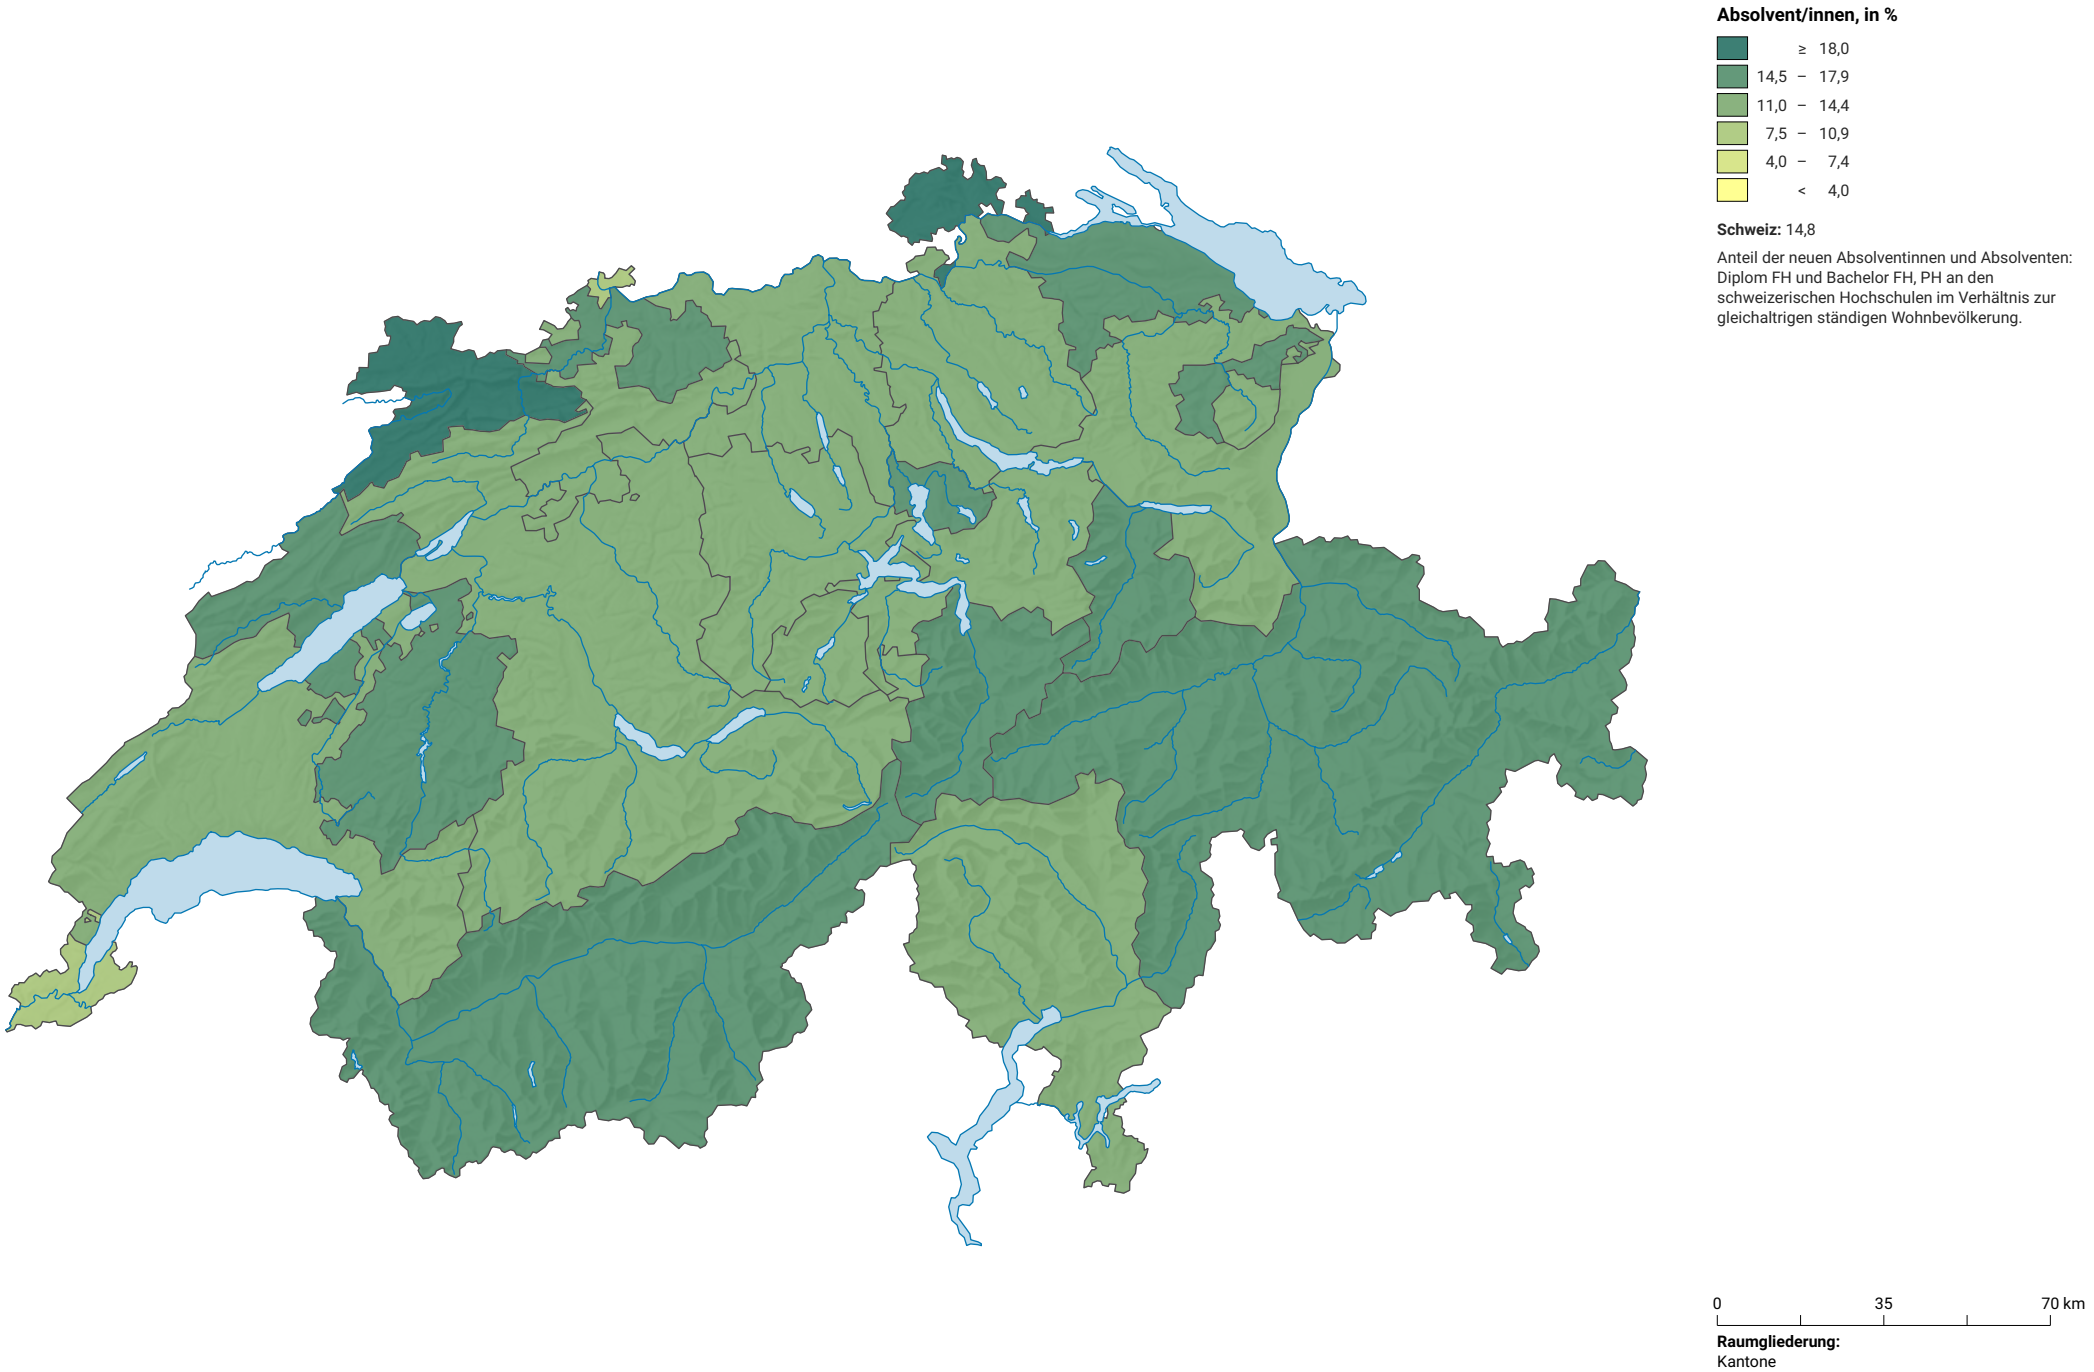 Absolvent/innen, in %
≥ 18,0
14,5 – 17,9
11,0 – 14,4
7,5 – 10,9
4,0 – 7,4
< 4,0
Schweiz: 14,8
Anteil der neuen Absolventinnen und Absolventen:
Diplom FH und Bachelor FH, PH an den
schweizerischen Hochschulen im Verhältnis zur
gleichaltrigen ständigen Wohnbevölkerung.
0 35 70 km
Raumgliederung:
Kantone